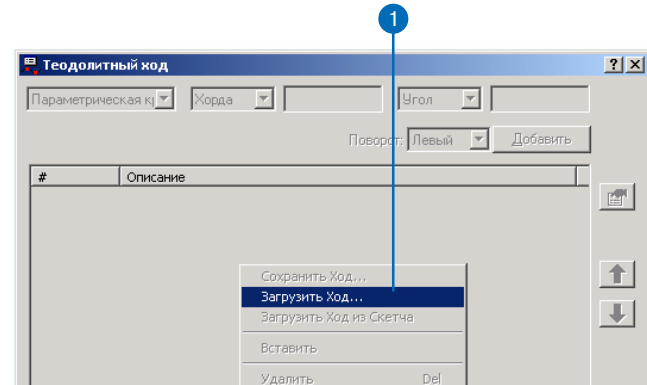 1
Теодолитный ход
Параметрическая к Хорда Угол
Поворот: Левый Добавить
# Описание
Сохранить Ход...
Загрузить Ход...
Загрузить Ход из Скетча
Вставить
Удалить Del